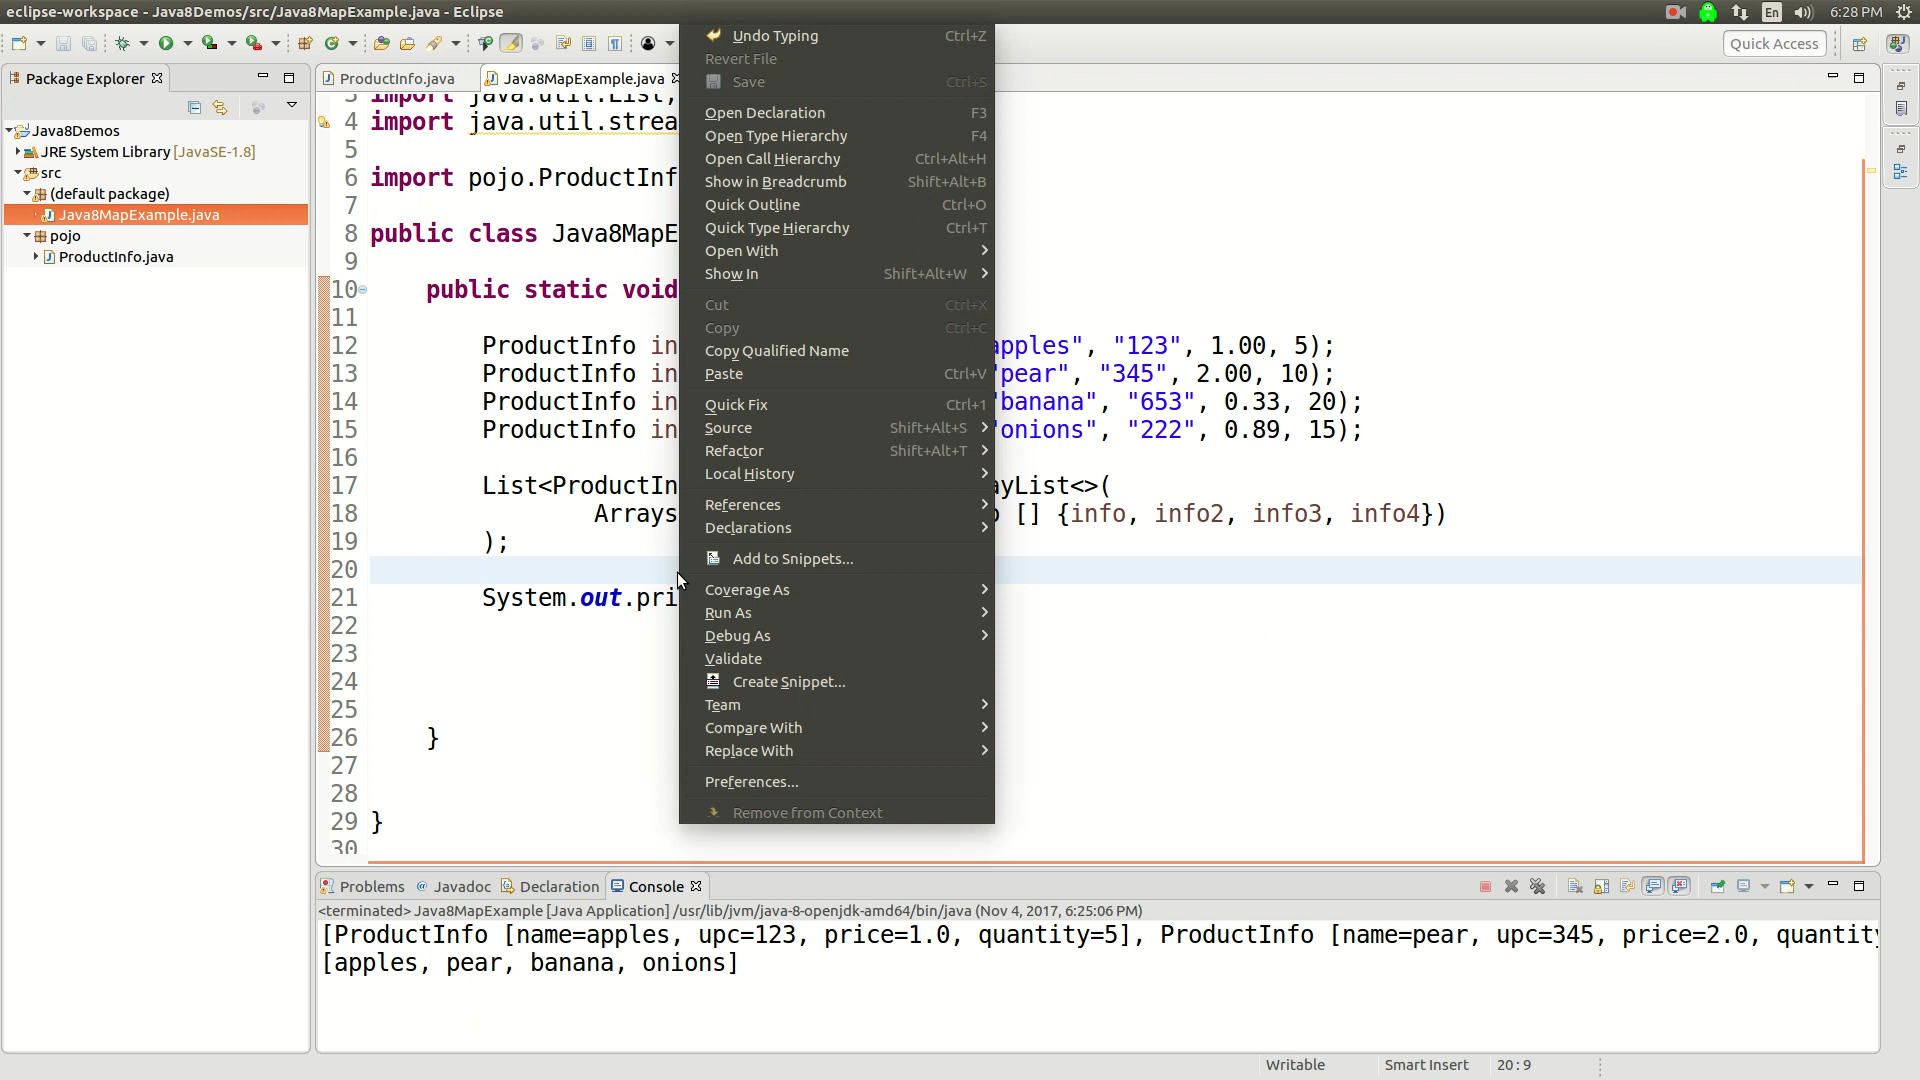 eclipse-workspace - Java8Demos/src/Java8MapExample.java - Eclipse
En
6:28 PM
Quick Access
Package Explorer
Java8Demos
JRE System Library [JavaSE-1.8]
src
(default package)
Java8MapExample.java
pojo
ProductInfo.java
ProductInfo.java
Java8MapExample.java
3 import java.util.List;
4 import java.util.strea
5
6 import pojo.ProductInf
7
8 public class Java8MapE
9
10 public static void
11
12 ProductInfo in pples", "123", 1.00, 5);
13 ProductInfo in "pear", "345", 2.00, 10);
14 ProductInfo in "banana", "653", 0.33, 20);
15 ProductInfo in "onions", "222", 0.89, 15);
16
17 List<ProductIn ayList<>(
18 Arrays [] {info, info2, info3, info4})
19 );
20
21 System.out.pri
22
23
24
25
26 }
27
28
29 }
30
Undo Typing Ctrl+Z
Revert File
Save Ctrl+S
Open Declaration F3
Open Type Hierarchy F4
Open Call Hierarchy Ctrl+Alt+H
Show in Breadcrumb Shift+Alt+B
Quick Outline Ctrl+O
Quick Type Hierarchy Ctrl+T
Open With
Show In Shift+Alt+W
Cut Ctrl+X
Copy Ctrl+C
Copy Qualified Name
Paste Ctrl+V
Quick Fix Ctrl+1
Source Shift+Alt+S
Refactor Shift+Alt+T
Local History
References
Declarations
Add to Snippets...
Coverage As
Run As
Debug As
Validate
Create Snippet...
Team
Compare With
Replace With
Preferences...
Remove from Context
Problems
Javadoc
Declaration
Console
<terminated> Java8MapExample [Java Application] /usr/lib/jvm/java-8-openjdk-amd64/bin/java (Nov 4, 2017, 6:25:06 PM)
[ProductInfo [name=apples, upc=123, price=1.0, quantity=5], ProductInfo [name=pear, upc=345, price=2.0, quantity
[apples, pear, banana, onions]
Writable
Smart Insert
20 : 9